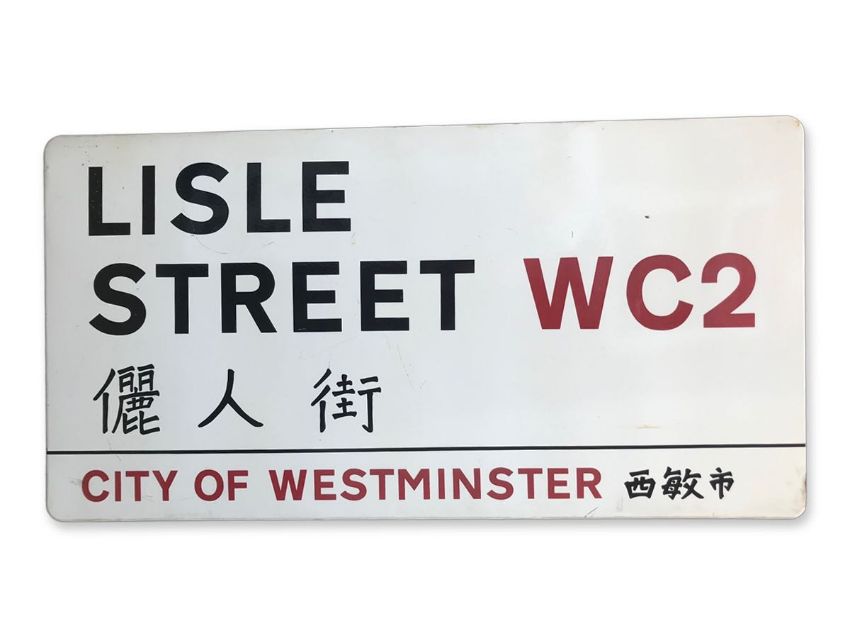 LISLE
STREET WC2
儷人街
CITY OF WESTMINSTER 西敏市